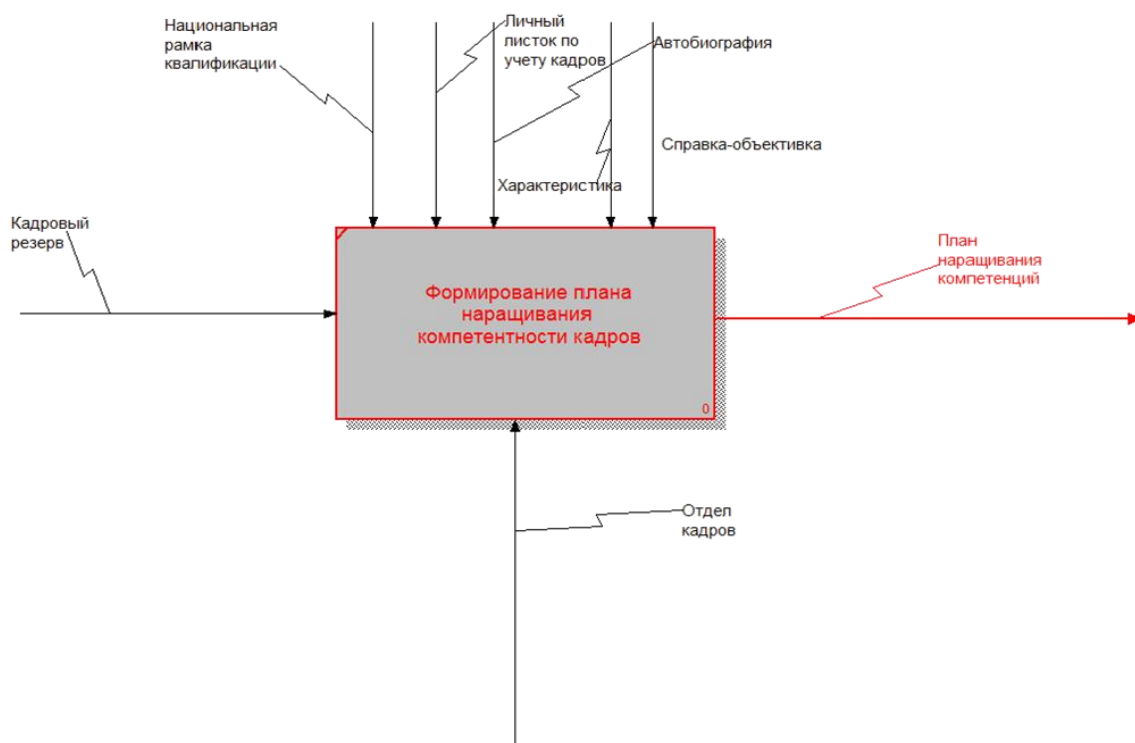 Национальная
рамка
квалификации
Личный
листок по
учету кадров
Автобиография
Справка-объективка
Характеристика
Кадровый
резерв
План
наращивания
компетенций
Формирование плана
наращивания
компетентности кадров
0
Отдел
кадров